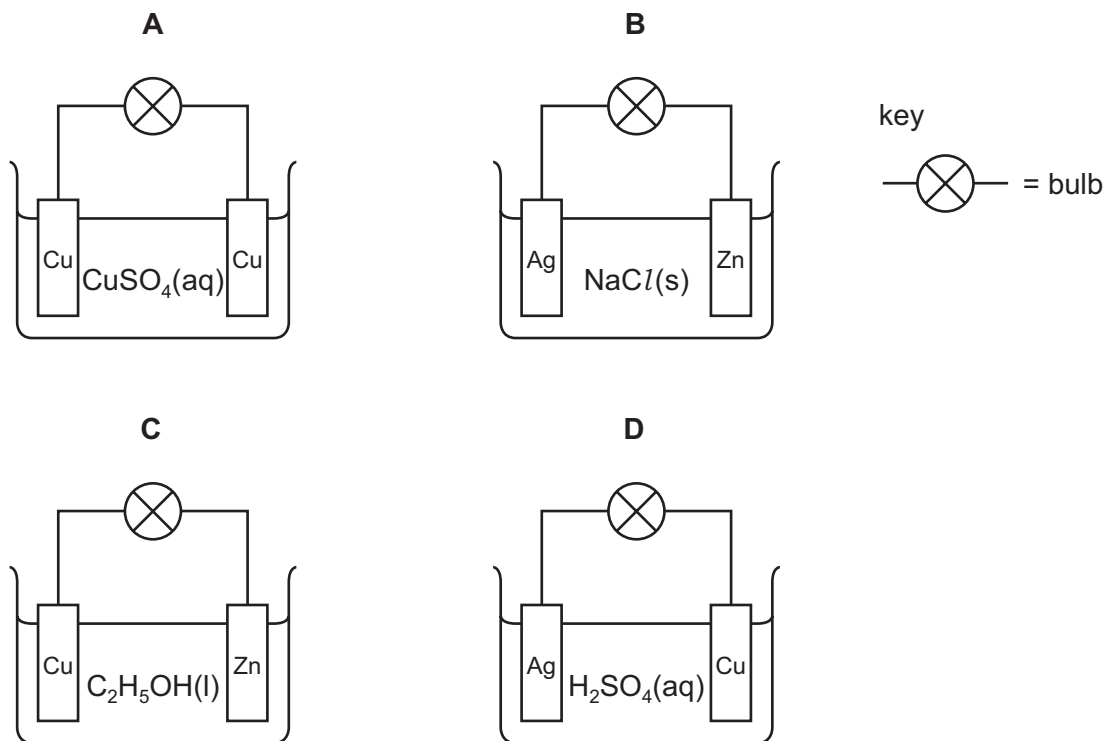 A
B
key
= bulb
Cu
CuSO₄(aq)
Cu
Ag
NaCl(s)
Zn
C
D
Cu
C₂H₅OH(l)
Zn
Ag
H₂SO₄(aq)
Cu